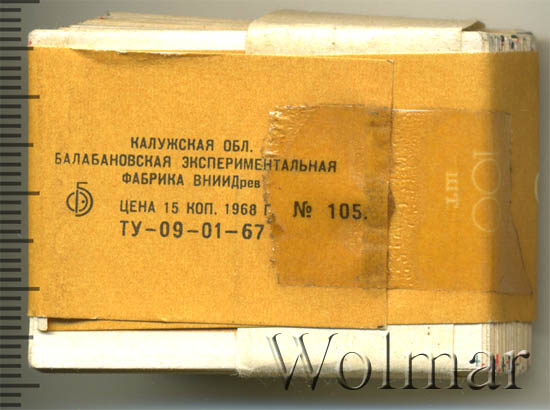 КАЛУЖСКАЯ ОБЛ.
БАЛАБАНОВСКАЯ ЭКСПЕРИМЕНТАЛЬНАЯ
ФАБРИКА ВНИИДрев
ЦЕНА 15 КОП. 1968 Г. № 105.
ТУ-09-01-67
100
шт.
Wolmar